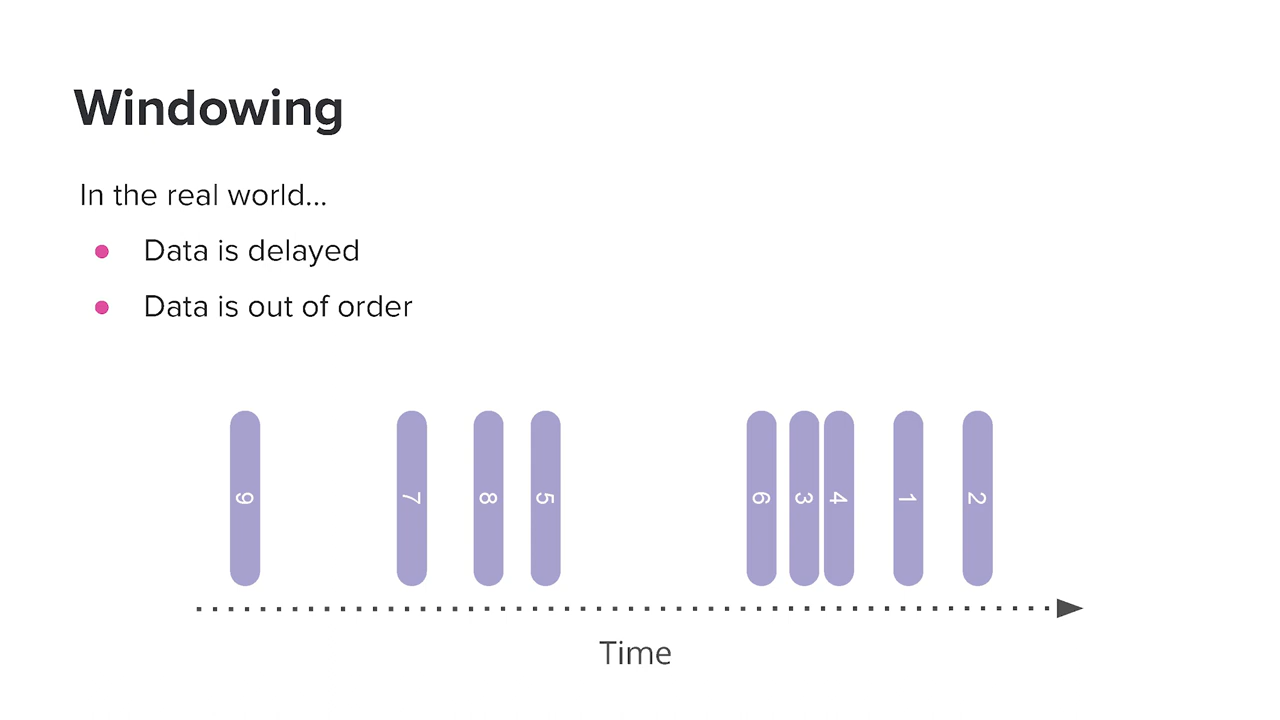 Windowing
In the real world...
● Data is delayed
● Data is out of order
9 7 8 5 6 3 4 1 2
Time